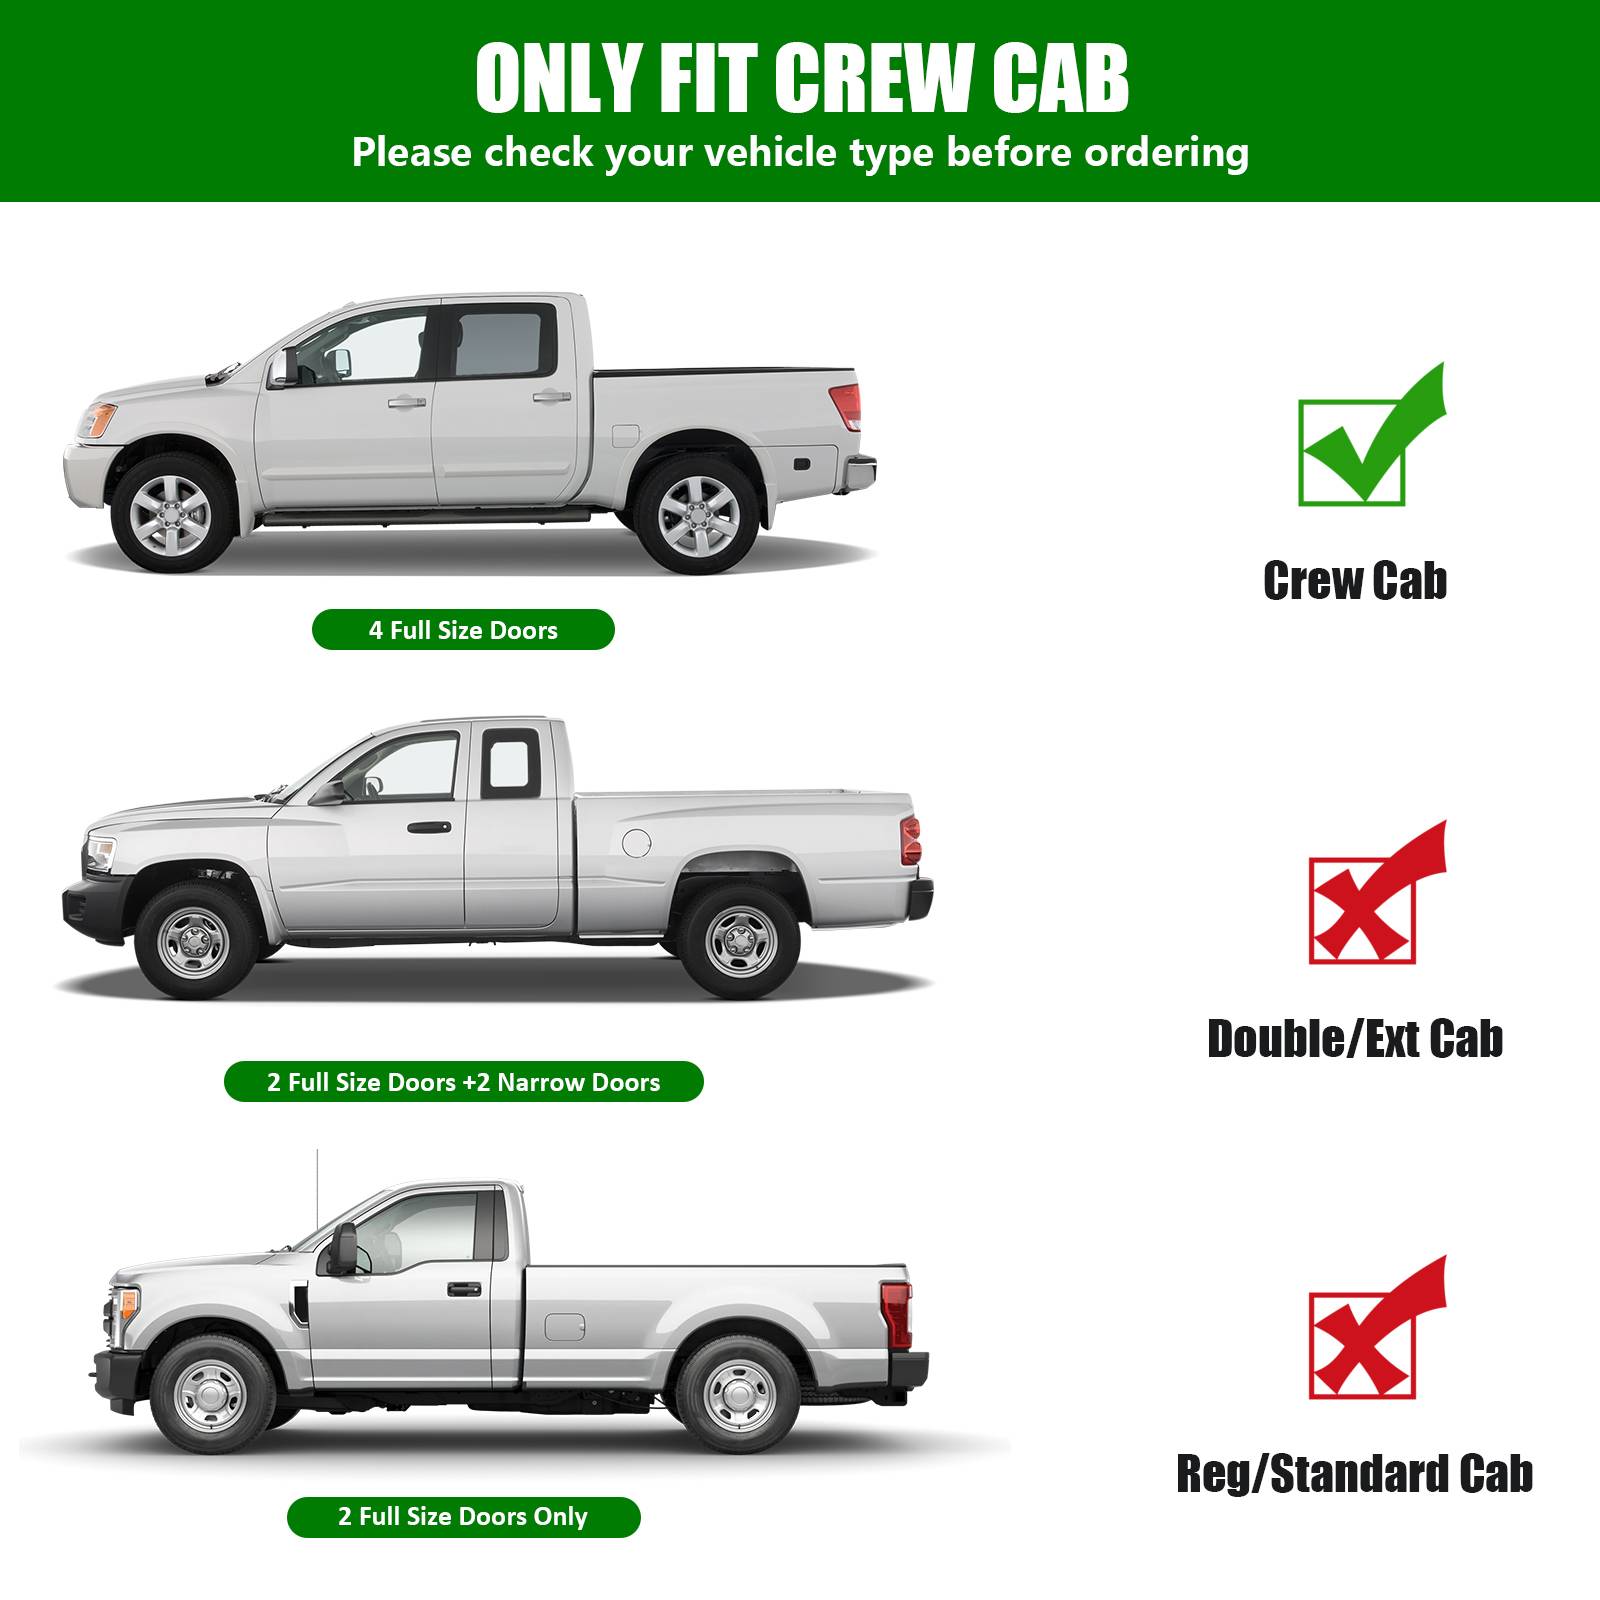 ONLY FIT CREW CAB
Please check your vehicle type before ordering
Crew Cab
4 Full Size Doors
Double/Ext Cab
2 Full Size Doors +2 Narrow Doors
Reg/Standard Cab
2 Full Size Doors Only